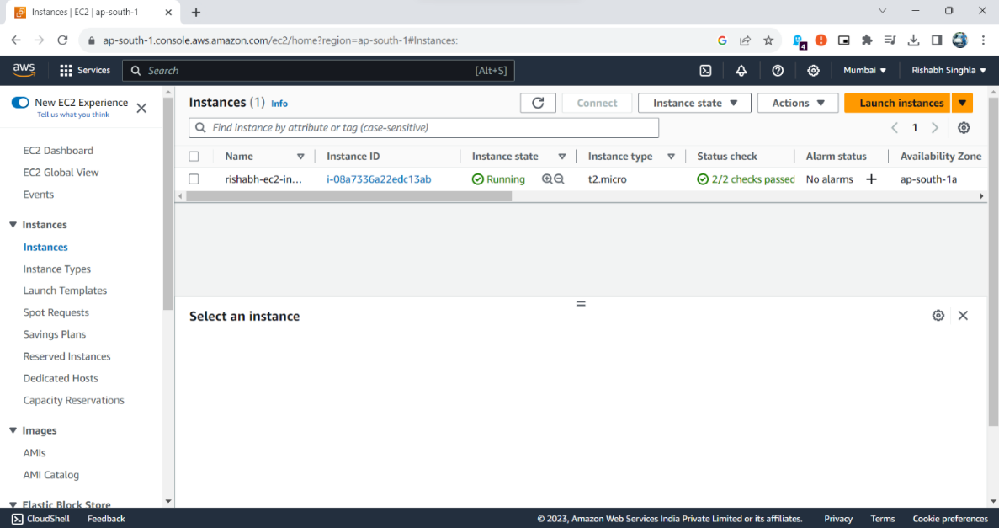 Instances | EC2 | ap-south-1
ap-south-1.console.aws.amazon.com/ec2/home?region=ap-south-1#Instances:
4
aws Services Search [Alt+S] Mumbai Rishabh Singhla
New EC2 Experience
Tell us what you think
EC2 Dashboard
EC2 Global View
Events
Instances
Instances
Instance Types
Launch Templates
Spot Requests
Savings Plans
Reserved Instances
Dedicated Hosts
Capacity Reservations
Images
AMIs
AMI Catalog
Elastic Block Store
Instances (1) Info Connect Instance state Actions Launch instances
Find instance by attribute or tag (case-sensitive) 1
Name Instance ID Instance state Instance type Status check Alarm status Availability Zone
rishabh-ec2-in... i-08a7336a22edc13ab Running t2.micro 2/2 checks passed No alarms ap-south-1a
Select an instance
CloudShell Feedback © 2023, Amazon Web Services India Private Limited or its affiliates. Privacy Terms Cookie preferences